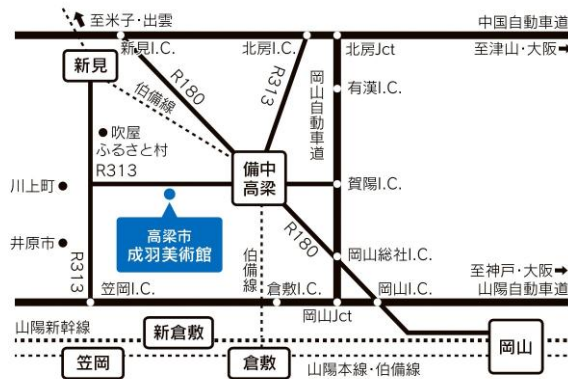 至米子・出雲
中国自動車道
新見I.C.
北房I.C.
北房Jct
至津山・大阪
新見
伯備線
R180
R313
岡山自動車道
有漢I.C.
吹屋
ふるさと村
R313
備中
高梁
川上町
賀陽I.C.
高梁市
成羽美術館
井原市
R313
伯備線
R180
岡山総社I.C.
至神戸・大阪
笠岡I.C.
倉敷I.C.
岡山I.C.
山陽自動車道
岡山Jct
山陽新幹線
新倉敷
岡山
笠岡
倉敷
山陽本線・伯備線